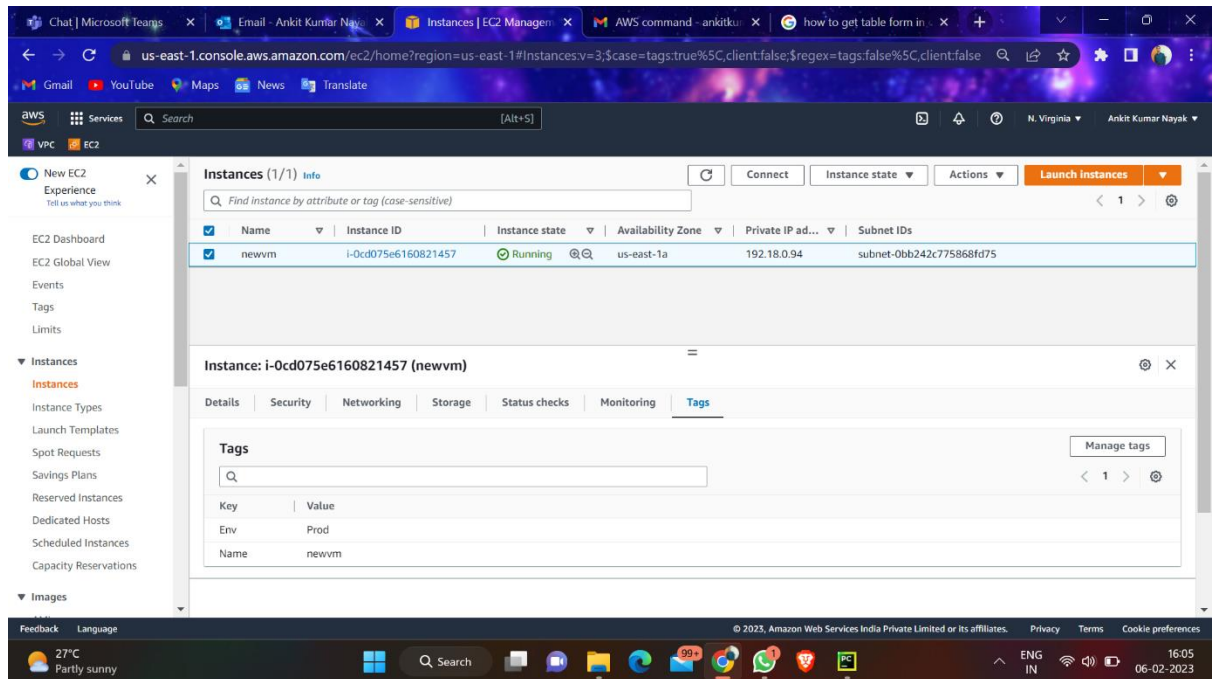 Chat | Microsoft Teams
Email - Ankit Kumar Naya
Instances | EC2 Managem
AWS command - ankitku
how to get table form in
us-east-1.console.aws.amazon.com/ec2/home?region=us-east-1#Instances:v=3;$case=tags:true%5C,client:false;$regex=tags:false%5C,client:false
Gmail YouTube Maps News Translate
aws Services Search [Alt+S] N. Virginia Ankit Kumar Nayak
VPC EC2
New EC2
Experience
Tell us what you think
EC2 Dashboard
EC2 Global View
Events
Tags
Limits
Instances
Instances
Instance Types
Launch Templates
Spot Requests
Savings Plans
Reserved Instances
Dedicated Hosts
Scheduled Instances
Capacity Reservations
Images
Instances (1/1) Info Connect Instance state Actions Launch instances
Find instance by attribute or tag (case-sensitive) 1
Name Instance ID Instance state Availability Zone Private IP ad... Subnet IDs
newvm i-0cd075e6160821457 Running us-east-1a 192.18.0.94 subnet-0bb242c775868fd75
Instance: i-0cd075e6160821457 (newvm)
Details Security Networking Storage Status checks Monitoring Tags
Tags Manage tags
1
Key Value
Env Prod
Name newvm
Feedback Language © 2023, Amazon Web Services India Private Limited or its affiliates. Privacy Terms Cookie preferences
27°C
Partly sunny
Search
99+
1
PC
ENG
IN
16:05
06-02-2023